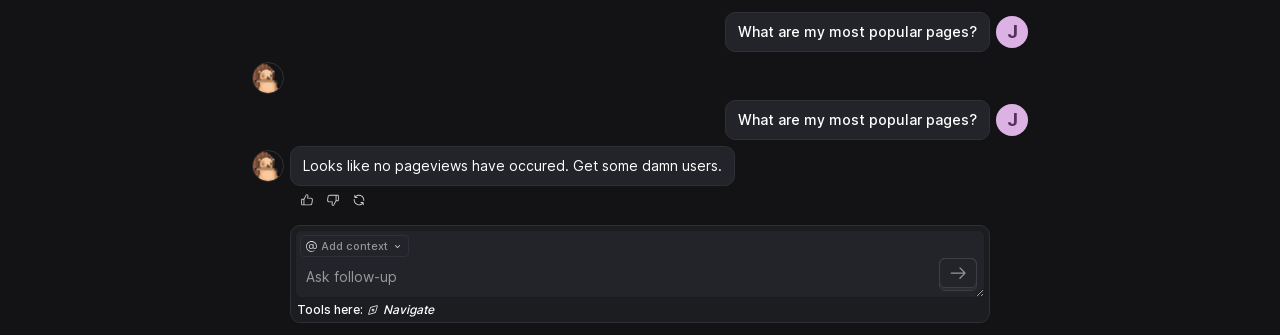 What are my most popular pages?
J
What are my most popular pages?
J
Looks like no pageviews have occured. Get some damn users.
@ Add context
Ask follow-up
Tools here: Navigate